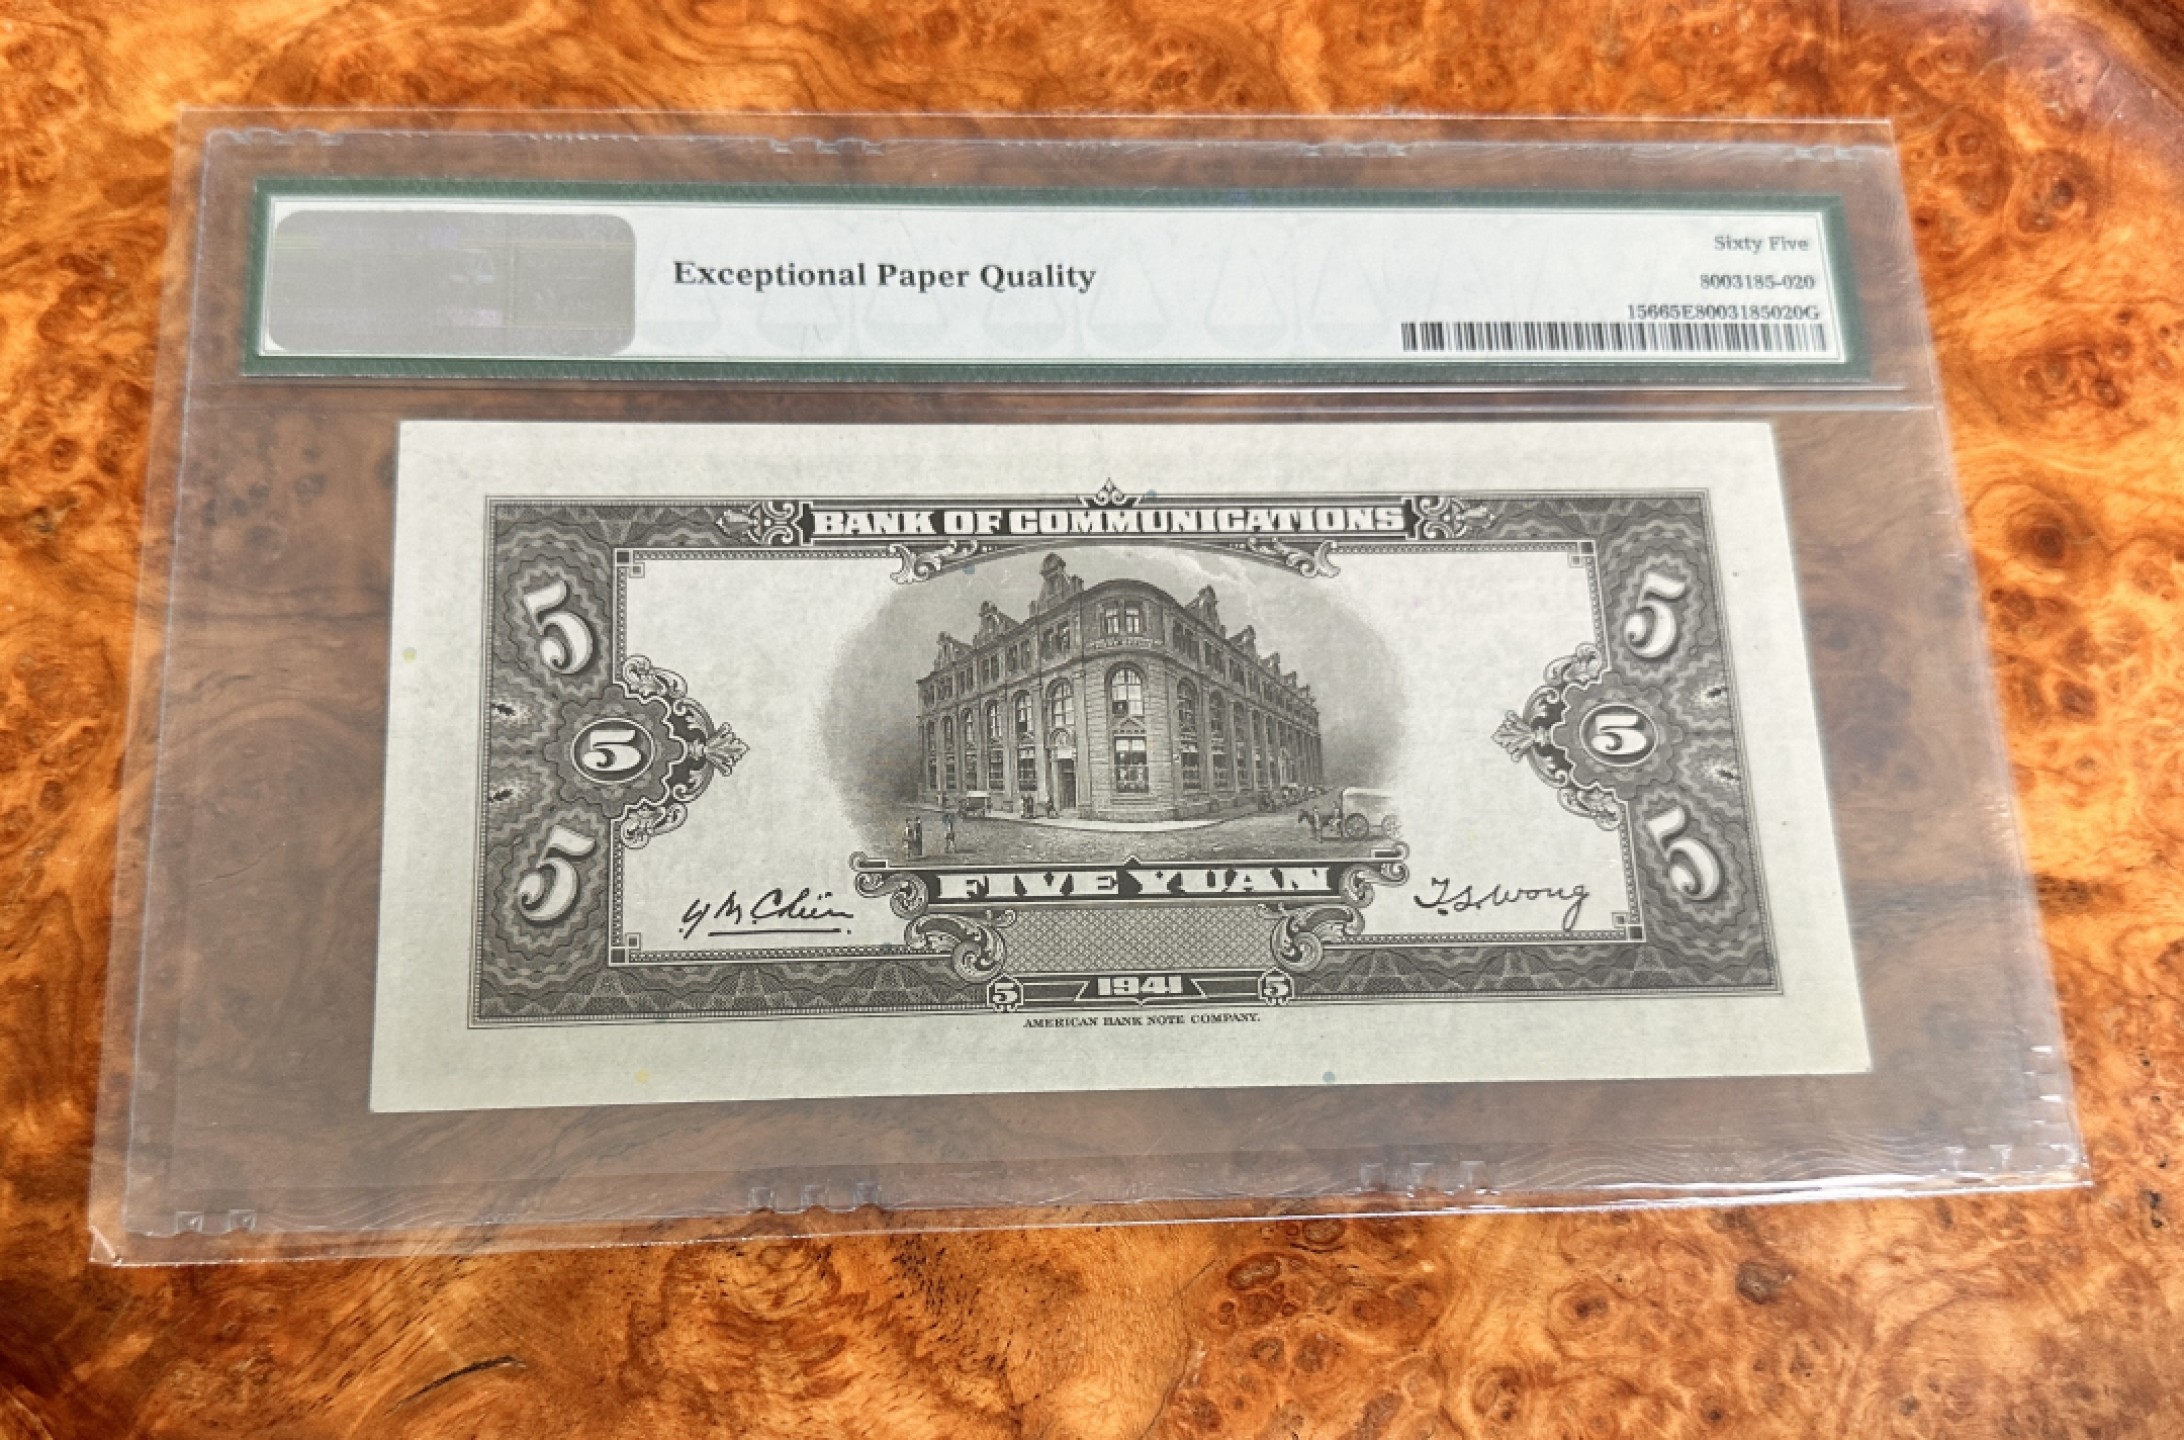 Exceptional Paper Quality
Sixty Five
8003185-020
15665E8003185020G
BANK OF COMMUNICATIONS
5 5
5 5
5 5
FIVE YUAN
T.S. Wong
5 1941 5
AMERICAN BANK NOTE COMPANY.